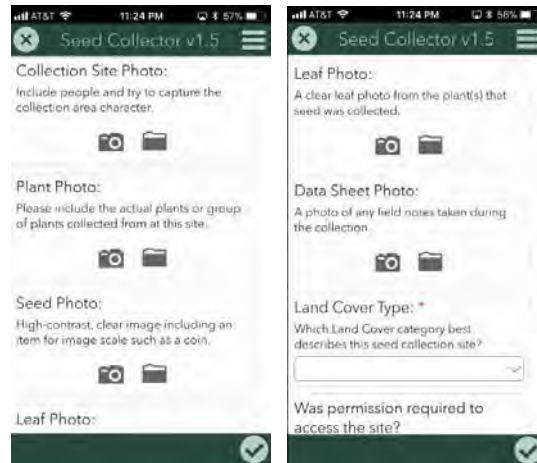 AT&T 11:24 PM 57%
Seed Collector v1.5
Collection Site Photo:
Include people and try to capture the
collection area character.
Plant Photo:
Please include the actual plants or group
of plants collected from at this site.
Seed Photo:
High-contrast, clear image including an
item for image scale such as a coin.
Leaf Photo:
AT&T 11:24 PM 56%
Seed Collector v1.5
Leaf Photo:
A clear leaf photo from the plant(s) that
seed was collected.
Data Sheet Photo:
A photo of any field notes taken during
the collection.
Land Cover Type: *
Which Land Cover category best
describes this seed collection site?
Was permission required to
access the site?